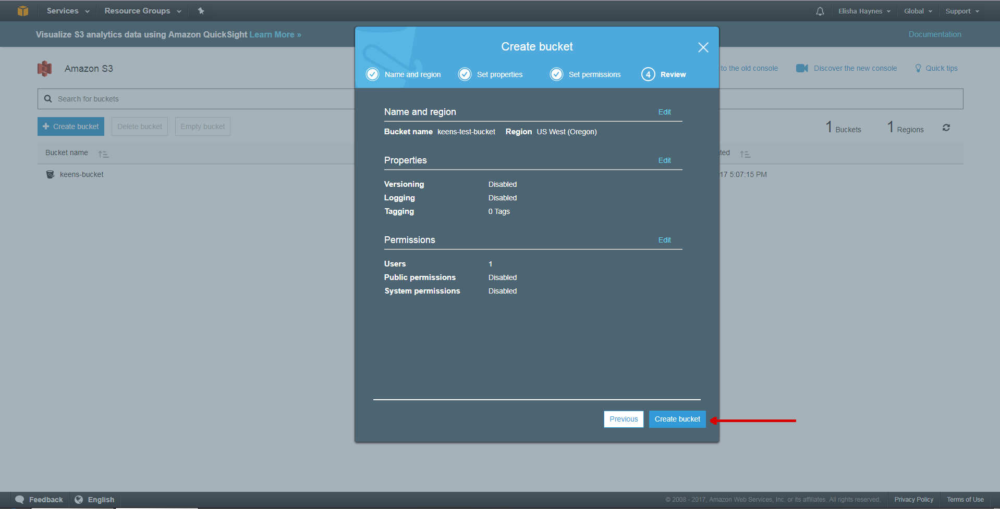 Services Resource Groups Elisha Haynes Global Support
Visualize S3 analytics data using Amazon QuickSight Learn More » Documentation
Create bucket
Amazon S3 to the old console Discover the new console Quick tips
Name and region Set properties Set permissions 4 Review
Search for buckets
Name and region Edit
Create bucket Delete bucket Empty bucket 1 Buckets 1 Regions
Bucket name keens-test-bucket Region US West (Oregon)
Bucket name ted
Properties Edit
keens-bucket 17 5:07:15 PM
Versioning Disabled
Logging Disabled
Tagging 0 Tags
Permissions Edit
Users 1
Public permissions Disabled
System permissions Disabled
Previous Create bucket
Feedback English © 2008 - 2017, Amazon Web Services, Inc. or its affiliates. All rights reserved. Privacy Policy Terms of Use